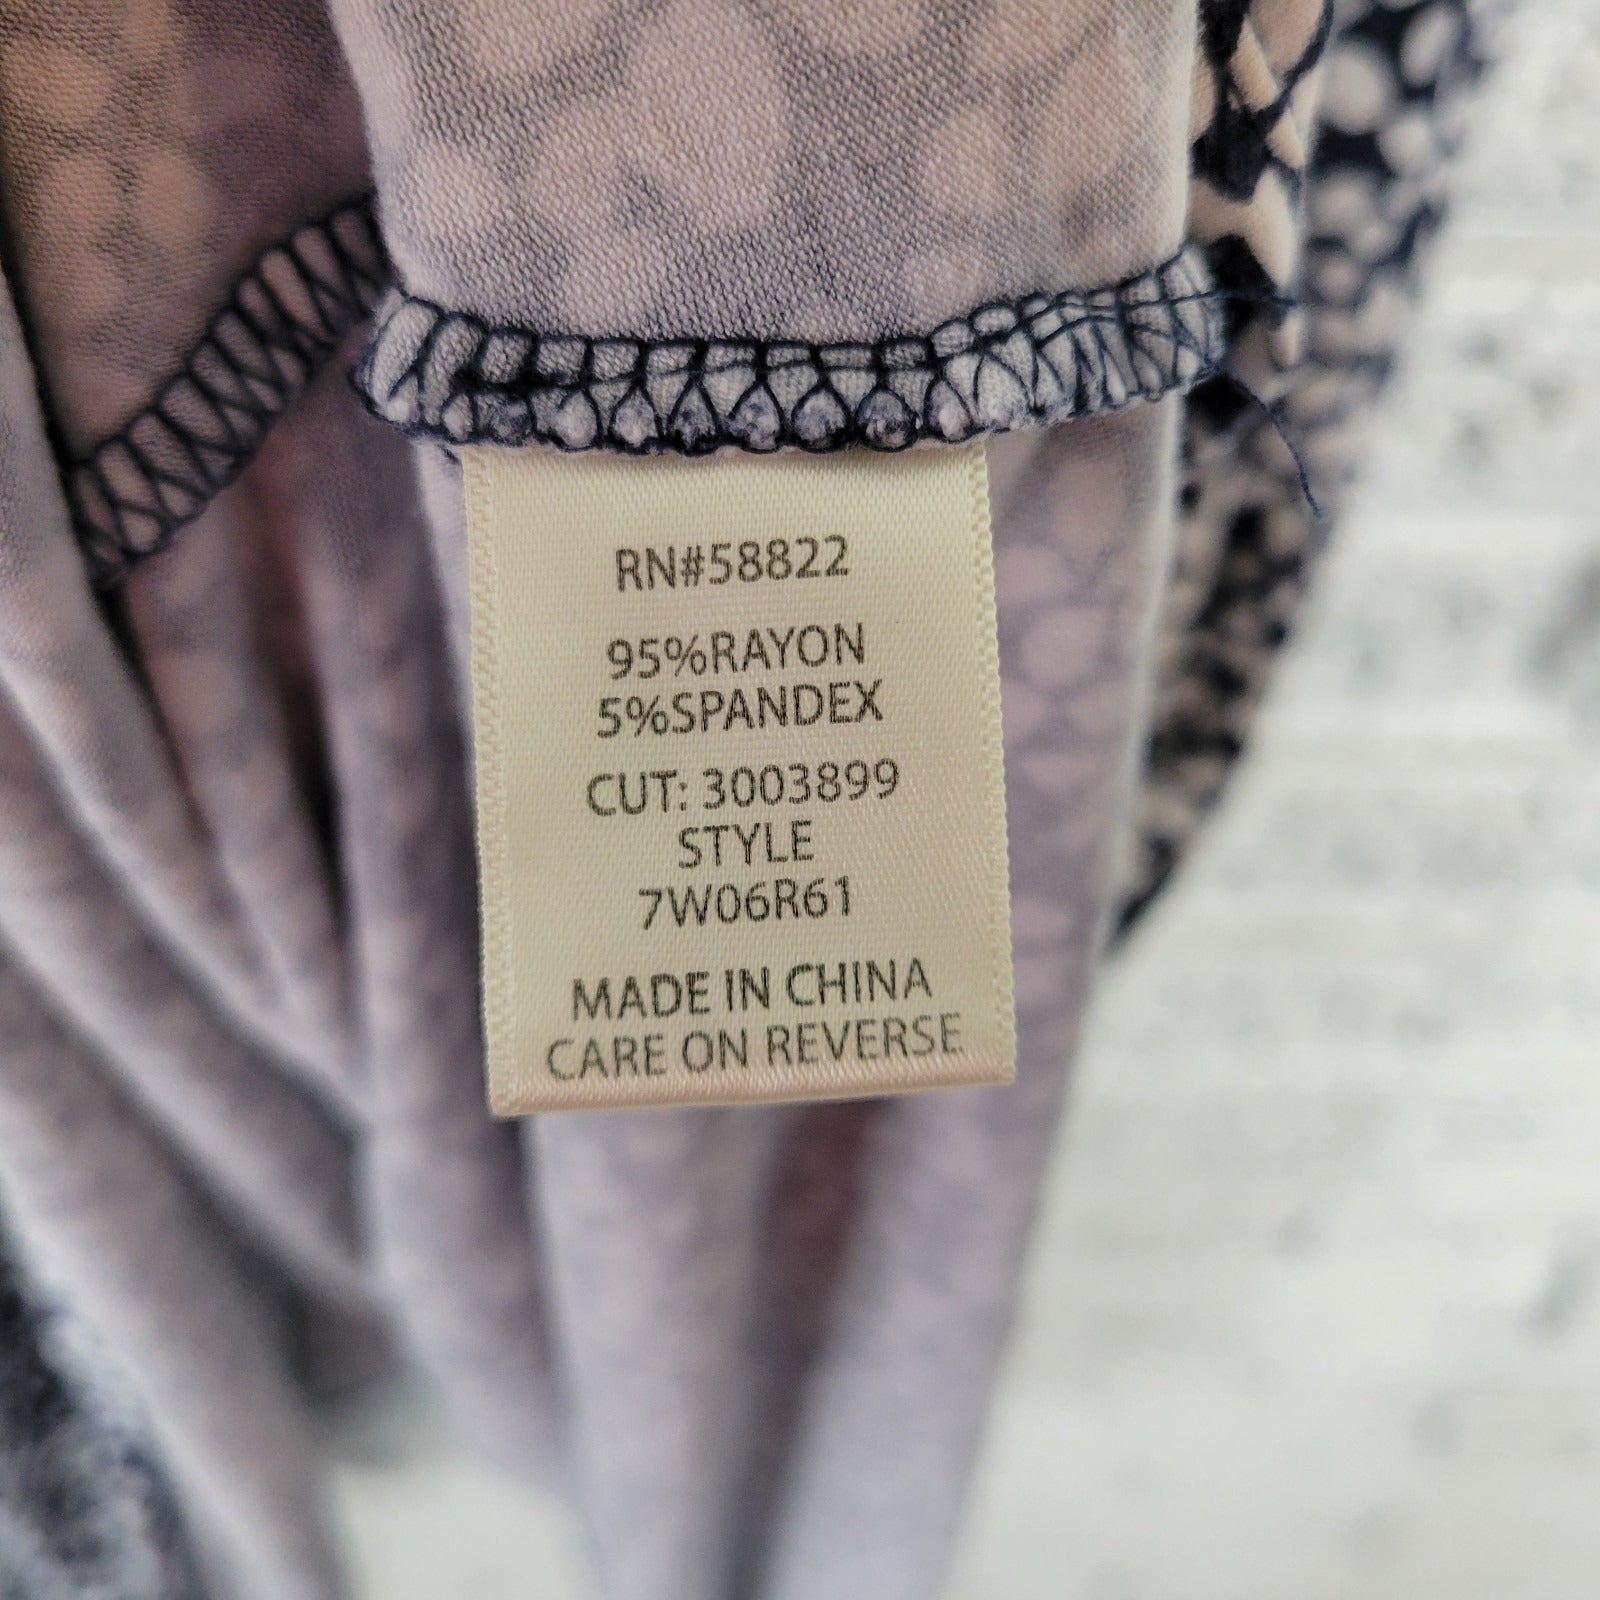 RN#58822
95%RAYON
5%SPANDEX
CUT: 3003899
STYLE
7W06R61
MADE IN CHINA
CARE ON REVERSE